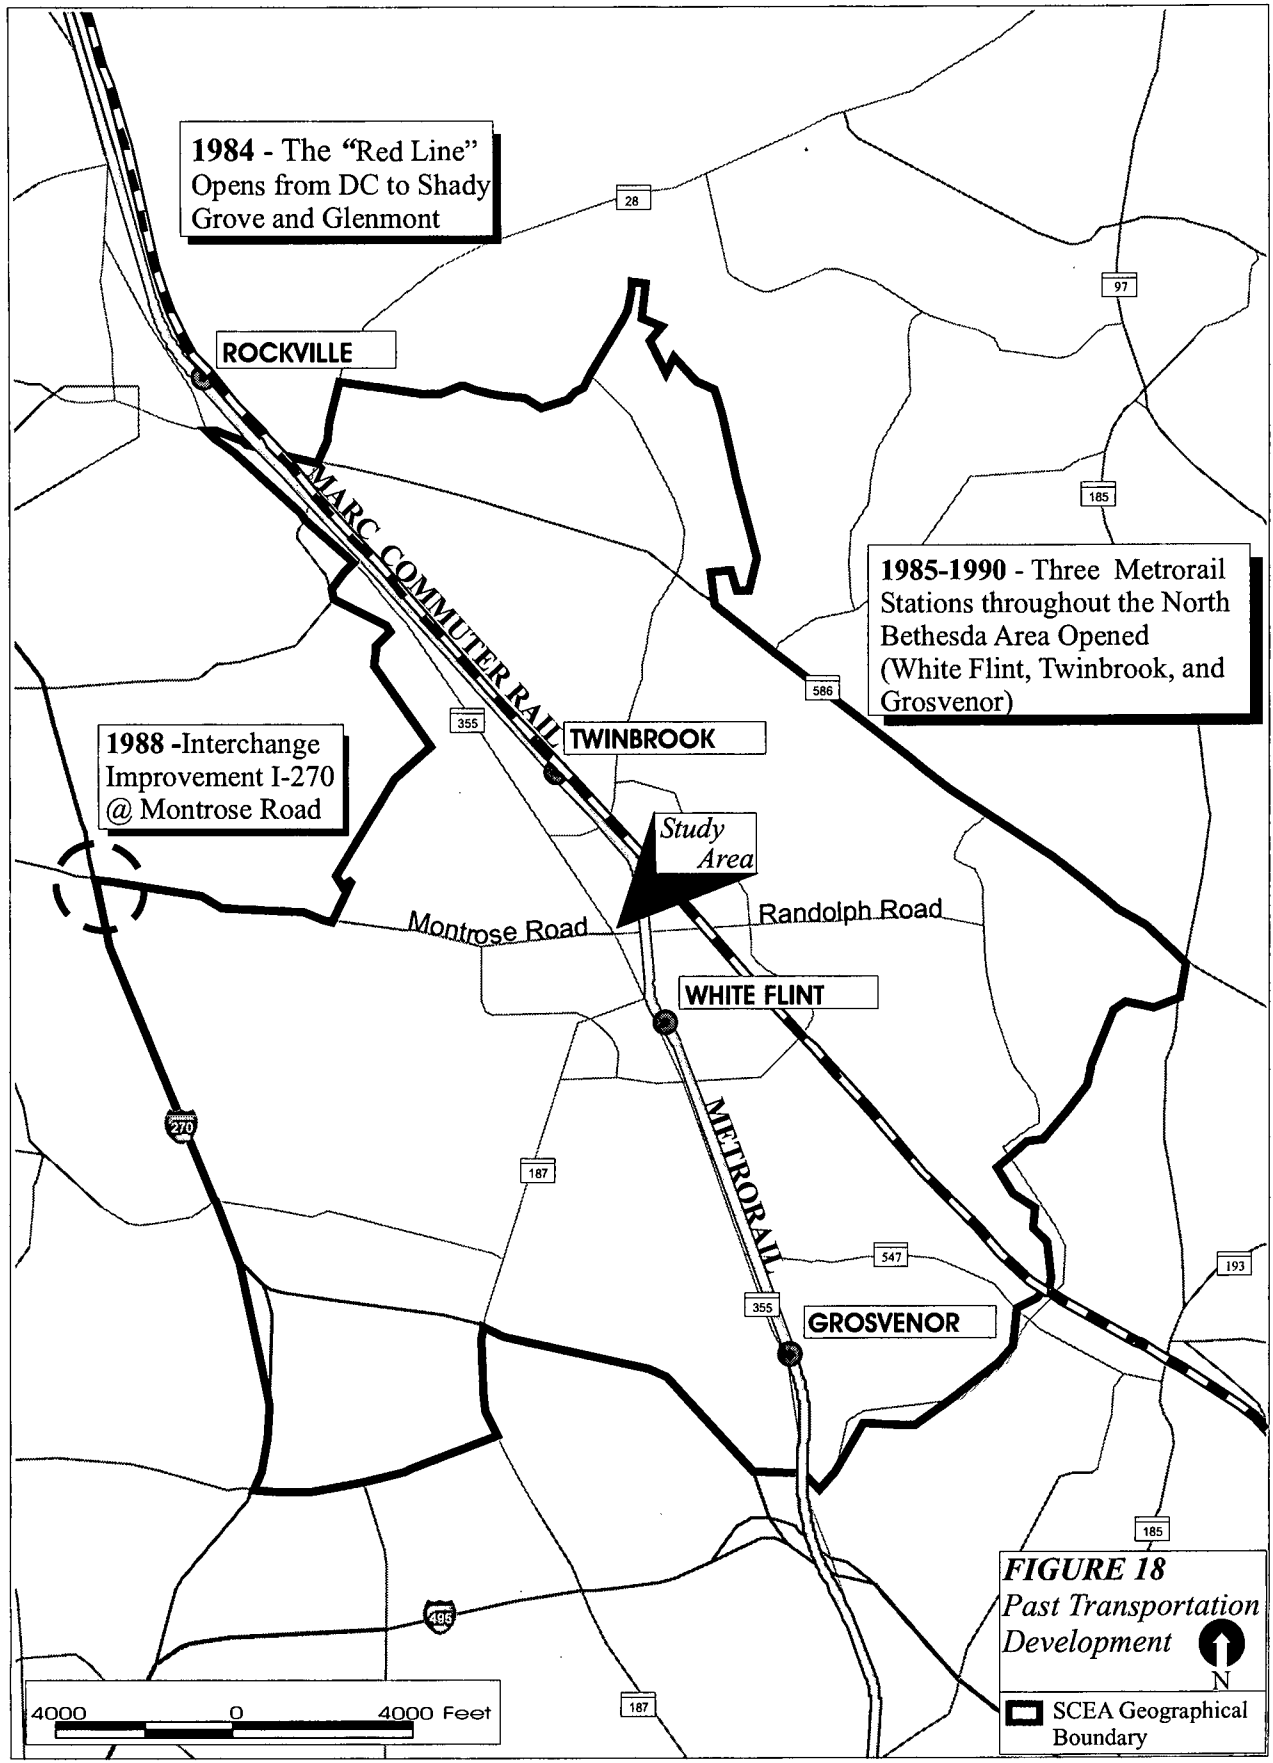 1984 - The “Red Line”
Opens from DC to Shady
Grove and Glenmont
28
97
ROCKVILLE
185
MARC COMMUTER RAIL
1985-1990 - Three Metrorail
Stations throughout the North
Bethesda Area Opened
(White Flint, Twinbrook, and
Grosvenor)
586
355
1988 -Interchange
Improvement I-270
@ Montrose Road
TWINBROOK
Study
Area
Montrose Road
Randolph Road
WHITE FLINT
270
METRORAIL
187
547
193
355
GROSVENOR
185
495
187
FIGURE 18
Past Transportation
Development
N
SCEA Geographical
Boundary
4000 0 4000 Feet